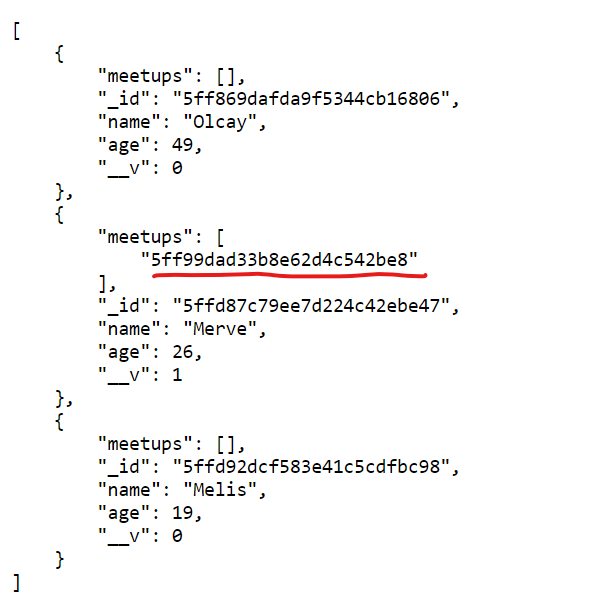 [
    {
        "meetups": [],
        "_id": "5ff869dafda9f5344cb16806",
        "name": "Olcay",
        "age": 49,
        "__v": 0
    },
    {
        "meetups": [
            "5ff99dad33b8e62d4c542be8"
        ],
        "_id": "5ffd87c79ee7d224c42ebe47",
        "name": "Merve",
        "age": 26,
        "__v": 1
    },
    {
        "meetups": [],
        "_id": "5ffd92dcf583e41c5cdfbc98",
        "name": "Melis",
        "age": 19,
        "__v": 0
    }
]